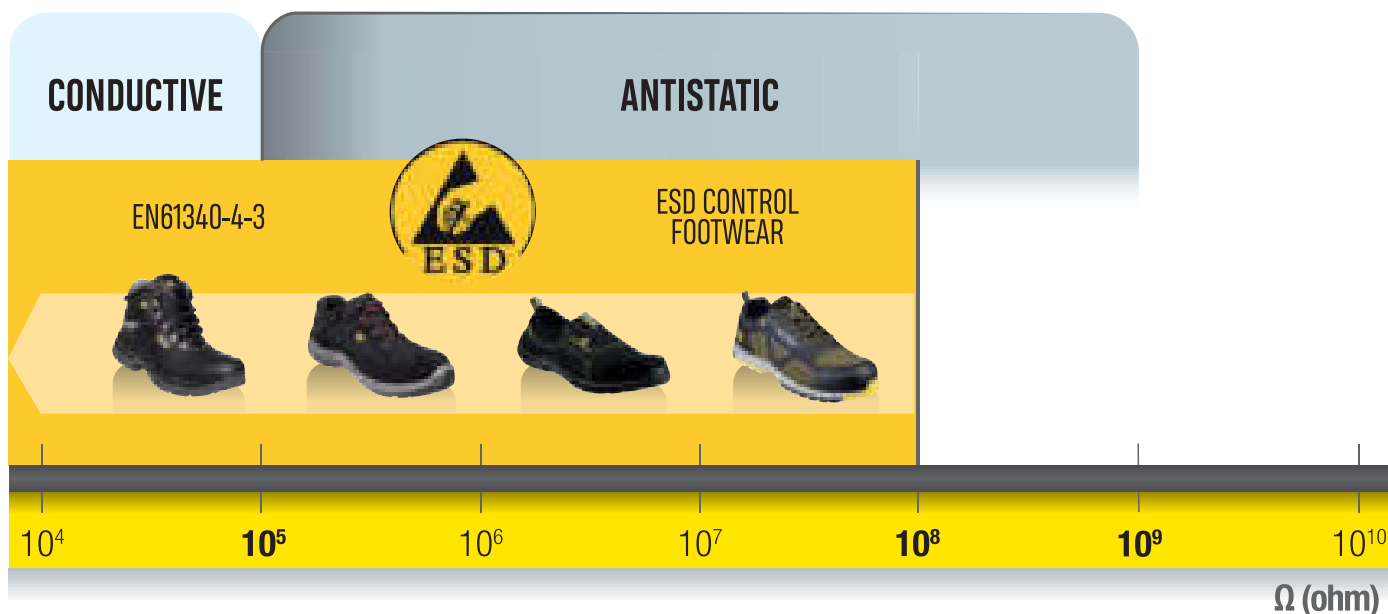 CONDUCTIVE
ANTISTATIC
EN61340-4-3
ESD
ESD CONTROL
FOOTWEAR
10⁴
10⁵
10⁶
10⁷
10⁸
10⁹
10¹⁰
Ω (ohm)